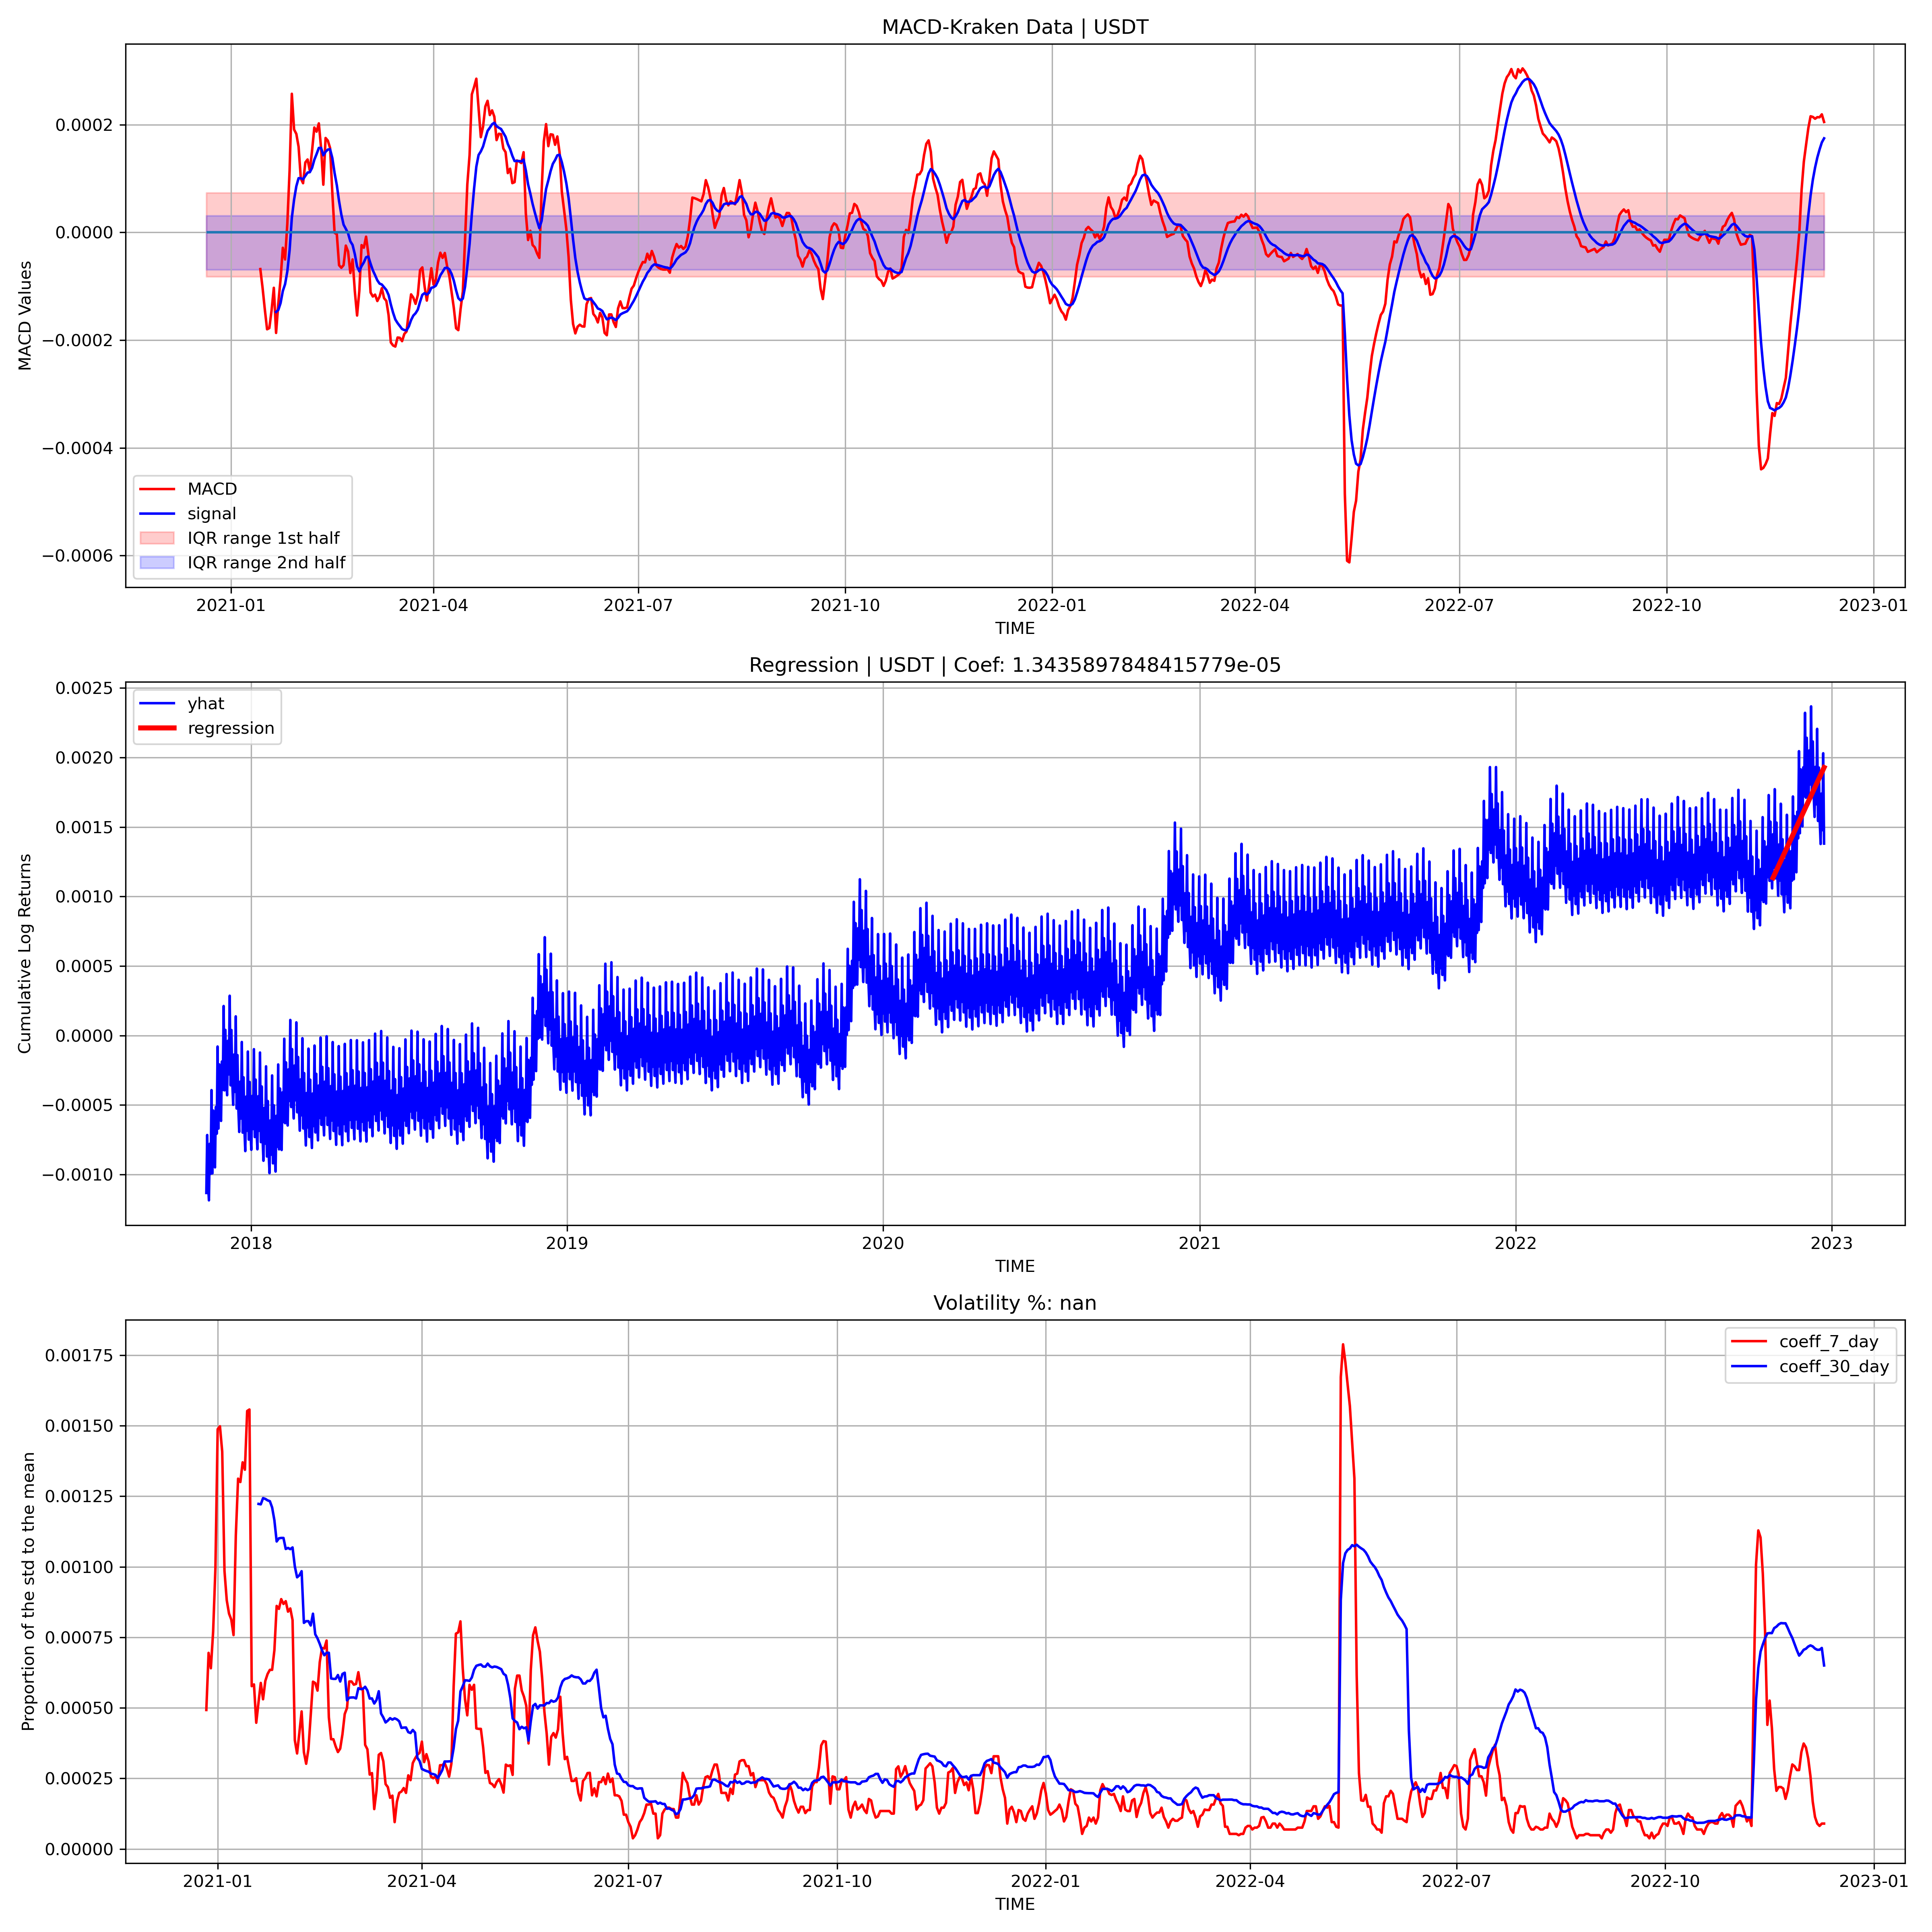 MACD-Kraken Data | USDT
MACD Values
0.0002
0.0000
−0.0002
−0.0004
−0.0006
MACD
signal
IQR range 1st half
IQR range 2nd half
2021-01
2021-04
2021-07
2021-10
2022-01
2022-04
2022-07
2022-10
2023-01
TIME
Regression | USDT | Coef: 1.3435897848415779e-05
Cumulative Log Returns
0.0025
0.0020
0.0015
0.0010
0.0005
0.0000
−0.0005
−0.0010
yhat
regression
2018
2019
2020
2021
2022
2023
TIME
Volatility %: nan
Proportion of the std to the mean
0.00175
0.00150
0.00125
0.00100
0.00075
0.00050
0.00025
0.00000
coeff_7_day
coeff_30_day
2021-01
2021-04
2021-07
2021-10
2022-01
2022-04
2022-07
2022-10
2023-01
TIME